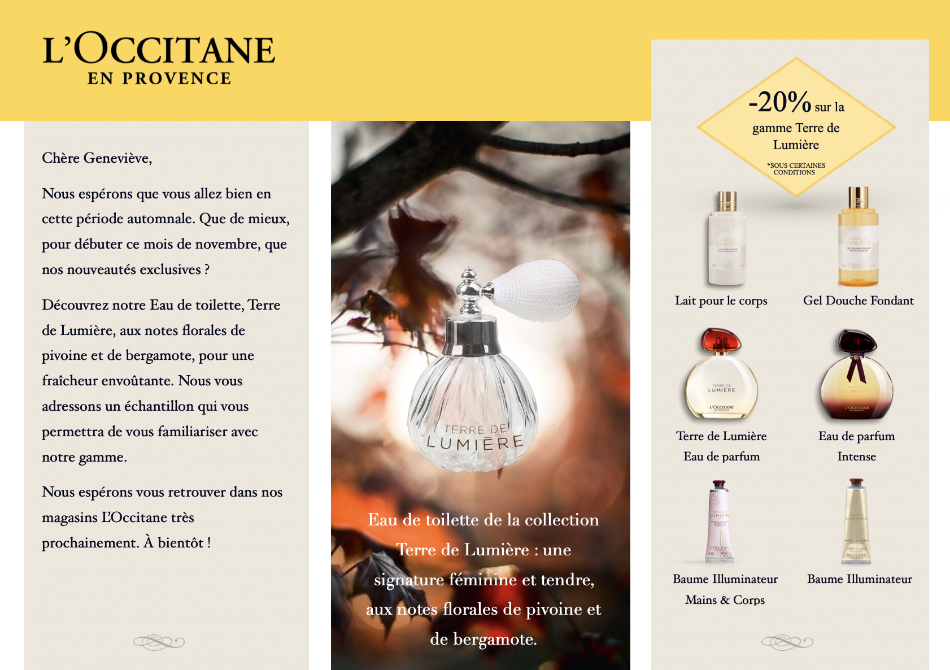 L'OCCITANE
EN PROVENCE
Chère Geneviève,
Nous espérons que vous allez bien en
cette période automnale. Que de mieux,
pour débuter ce mois de novembre, que
nos nouveautés exclusives ?
Découvrez notre Eau de toilette, Terre
de Lumière, aux notes florales de
pivoine et de bergamote, pour une
fraîcheur envoûtante. Nous vous
adressons un échantillon qui vous
permettra de vous familiariser avec
notre gamme.
Nous espérons vous retrouver dans nos
magasins L'Occitane très
prochainement. À bientôt !
TERRE DE
LUMIÈRE
Eau de toilette de la collection
Terre de Lumière : une
signature féminine et tendre,
aux notes florales de pivoine et
de bergamote.
-20% sur la
gamme Terre de
Lumière
*SOUS CERTAINES
CONDITIONS
Lait pour le corps
Gel Douche Fondant
TERRE DE
LUMIÈRE
L'OCCITANE
L'OCCITANE
Terre de Lumière
Eau de parfum
Eau de parfum
Intense
Baume Illuminateur
Mains & Corps
Baume Illuminateur